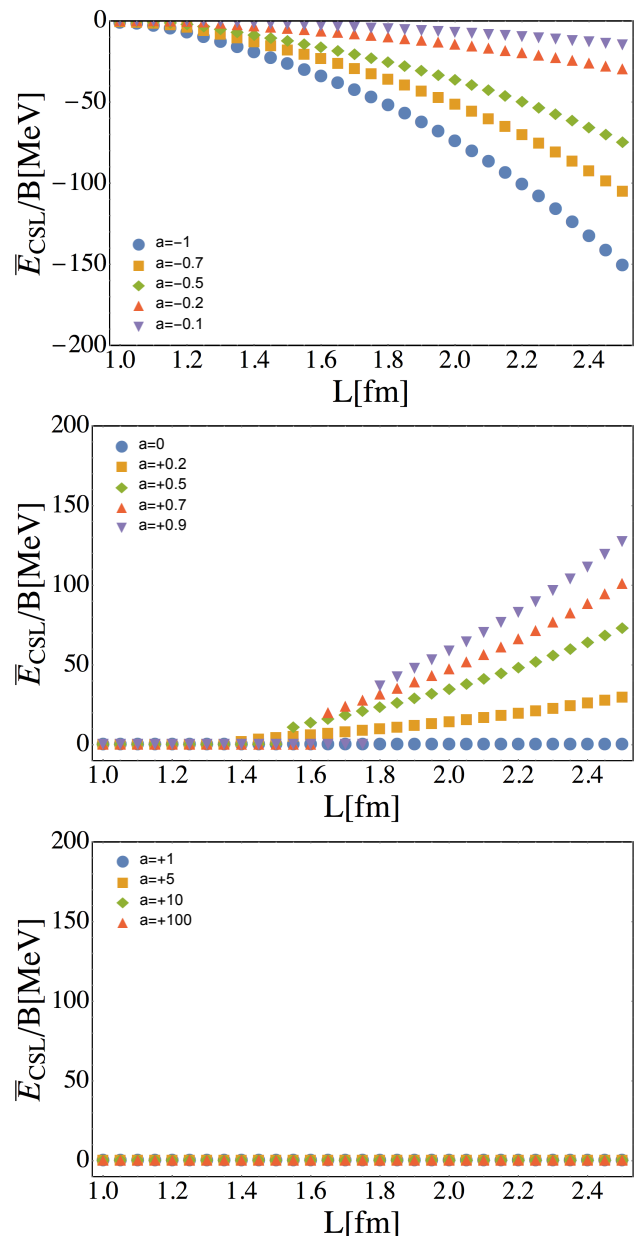 0
−50
−100
−150
−200
E̅_CSL/B[MeV]
a=−1
a=−0.7
a=−0.5
a=−0.2
a=−0.1
1.0 1.2 1.4 1.6 1.8 2.0 2.2 2.4
L[fm]
200
150
100
50
0
E̅_CSL/B[MeV]
a=0
a=+0.2
a=+0.5
a=+0.7
a=+0.9
1.0 1.2 1.4 1.6 1.8 2.0 2.2 2.4
L[fm]
200
150
100
50
0
E̅_CSL/B[MeV]
a=+1
a=+5
a=+10
a=+100
1.0 1.2 1.4 1.6 1.8 2.0 2.2 2.4
L[fm]